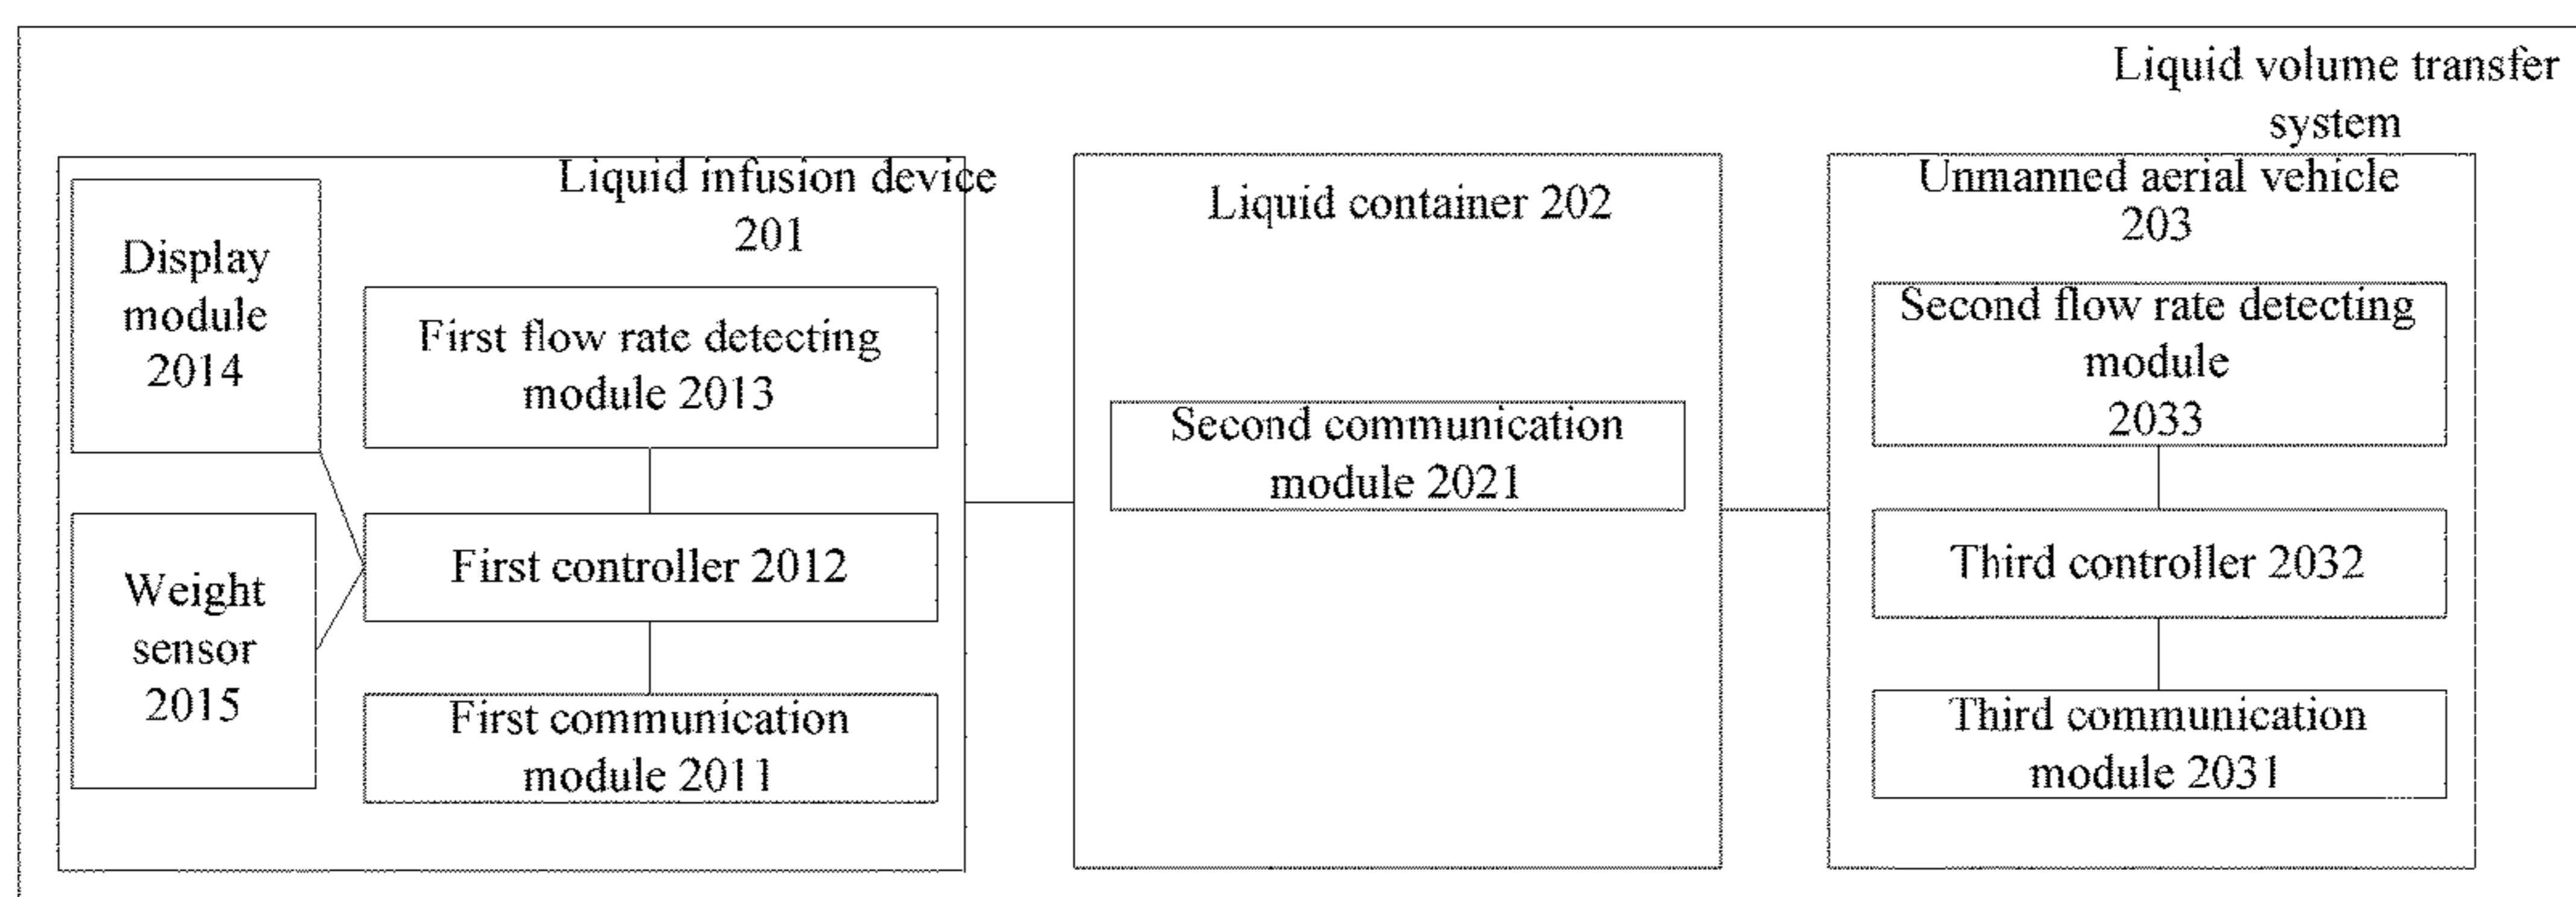 Liquid volume transfer
system
Liquid infusion device
201
Display
module
2014
First flow rate detecting
module 2013
Weight
sensor
2015
First controller 2012
First communication
module 2011
Liquid container 202
Second communication
module 2021
Unmanned aerial vehicle
203
Second flow rate detecting
module
2033
Third controller 2032
Third communication
module 2031